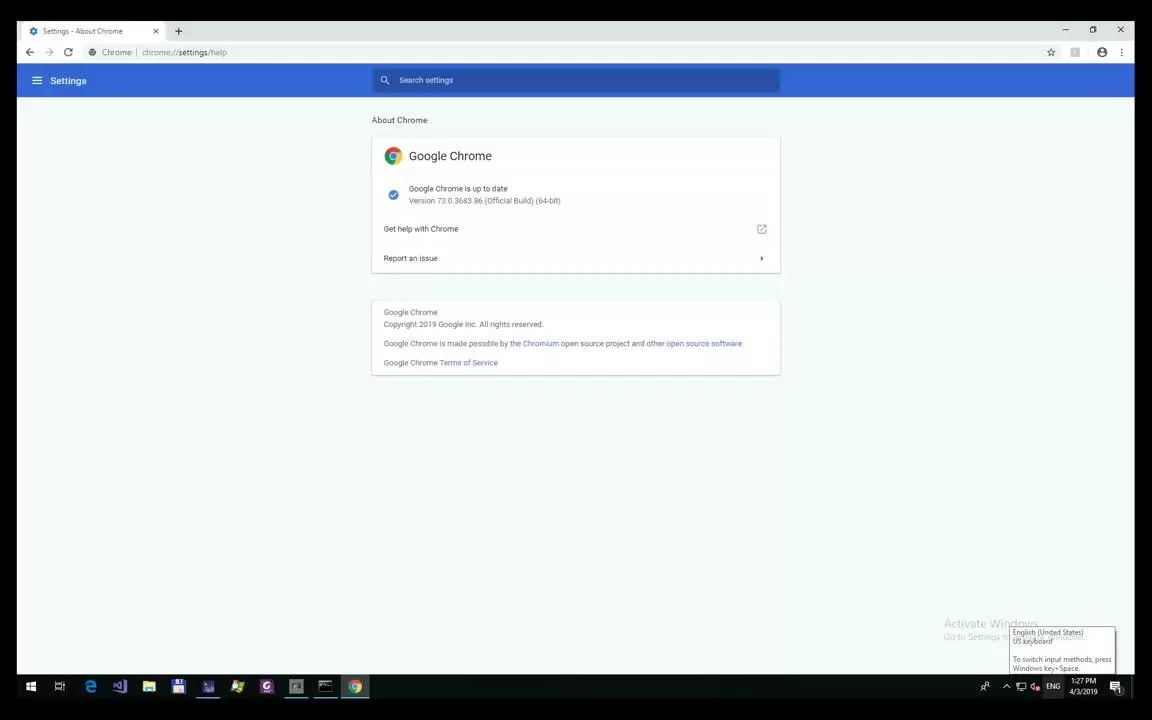 Settings - About Chrome
Chrome | chrome://settings/help
Settings
Search settings
About Chrome
Google Chrome
Google Chrome is up to date
Version 73.0.3683.86 (Official Build) (64-bit)
Get help with Chrome
Report an issue
Google Chrome
Copyright 2019 Google Inc. All rights reserved.
Google Chrome is made possible by the Chromium open source project and other open source software.
Google Chrome Terms of Service
Activate Windows
Go to Settings to
English (United States)
US keyboard
To switch input methods, press
Windows key+Space.
ENG
1:27 PM
4/3/2019